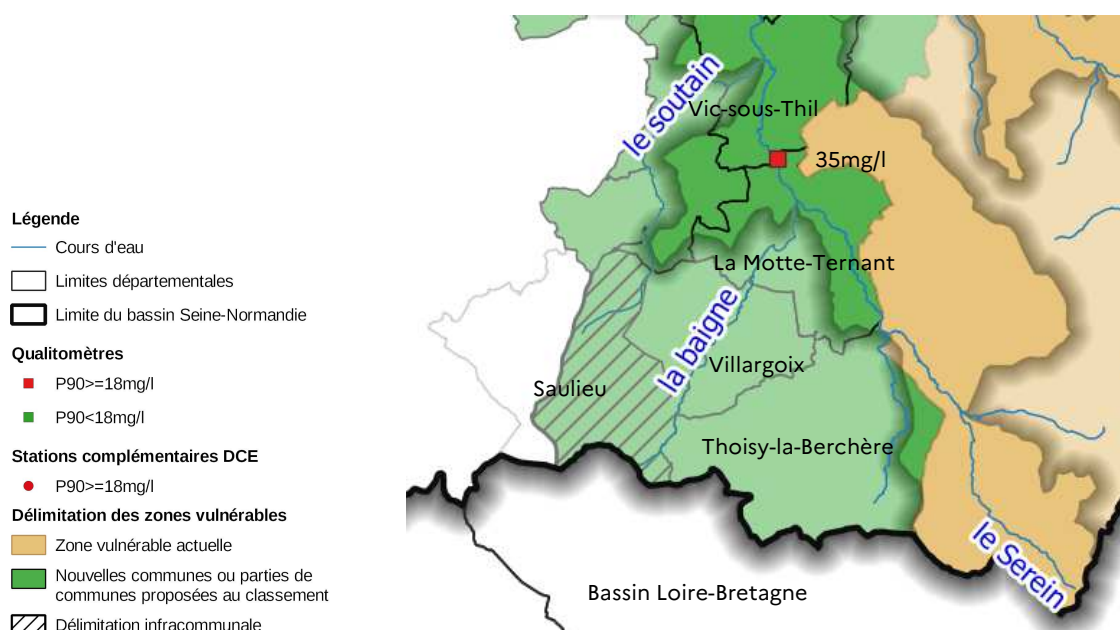 Légende
Cours d'eau
Limites départementales
Limite du bassin Seine-Normandie
Qualitomètres
P90>=18mg/l
P90<18mg/l
Stations complémentaires DCE
P90>=18mg/l
Délimitation des zones vulnérables
Zone vulnérable actuelle
Nouvelles communes ou parties de
communes proposées au classement
Délimitation infracommunale
le soutain
Vic-sous-Thil
35mg/l
La Motte-Ternant
la baigne
Villargoix
Saulieu
Thoisy-la-Berchère
le Serein
Bassin Loire-Bretagne